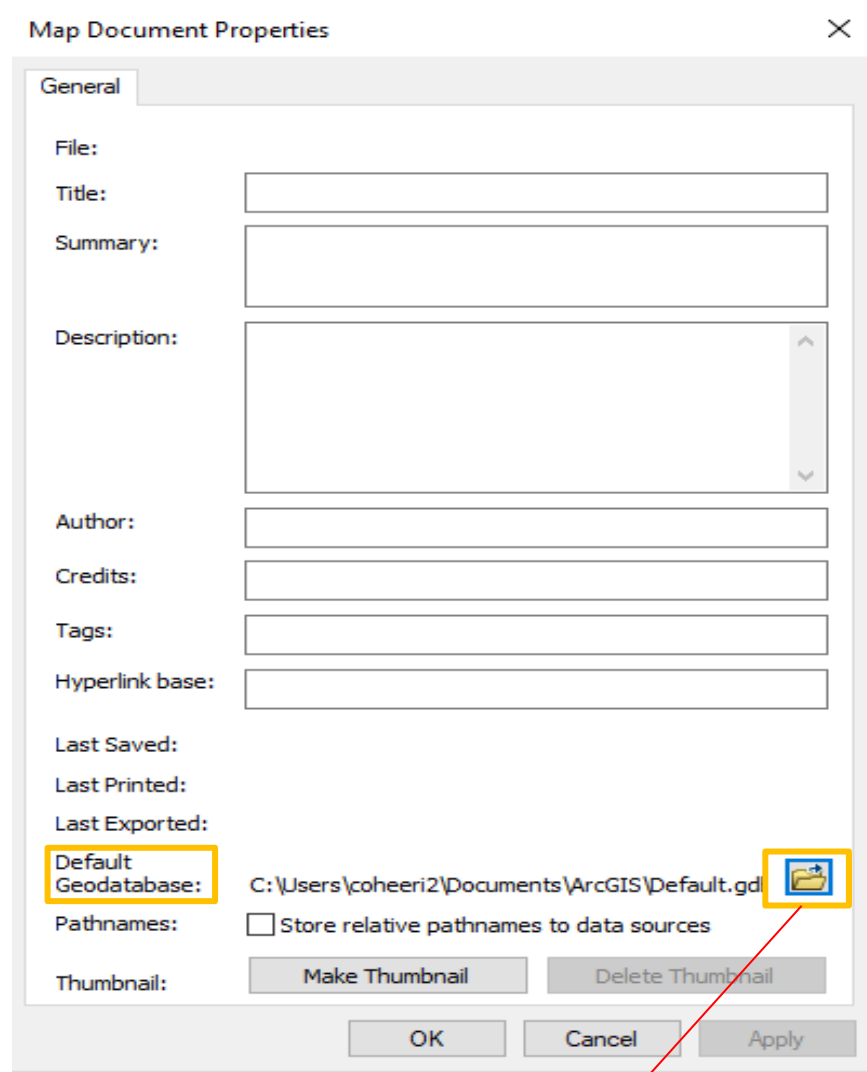 Map Document Properties
General
File:
Title:
Summary:
Description:
Author:
Credits:
Tags:
Hyperlink base:
Last Saved:
Last Printed:
Last Exported:
Default
Geodatabase: C:\Users\coheeri2\Documents\ArcGIS\Default.gd
Pathnames: Store relative pathnames to data sources
Thumbnail: Make Thumbnail Delete Thumbnail
OK Cancel Apply